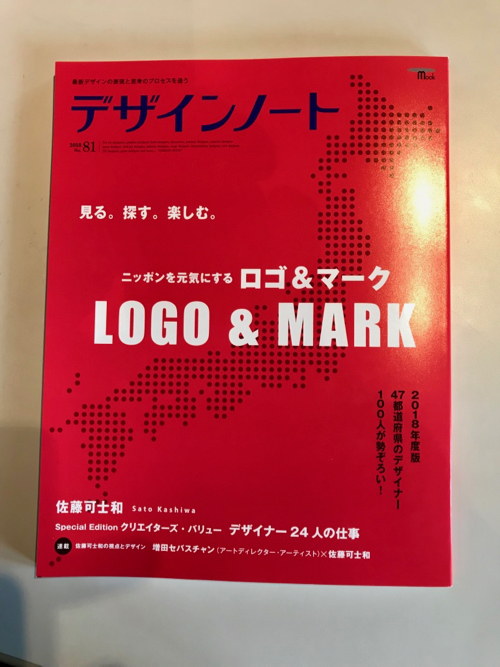 mook
最新デザインの表現と思考のプロセスを追う
デザインノート
2018
No. 81
見る。探す。楽しむ。
ニッポンを元気にする ロゴ&マーク
LOGO & MARK
2018年度版
47都道府県のデザイナー
100人が勢ぞろい!
佐藤可士和 Sato Kashiwa
Special Edition クリエイターズ・バリュー デザイナー24人の仕事
連載 佐藤可士和の視点とデザイン 増田セバスチャン(アートディレクター・アーティスト)×佐藤可士和